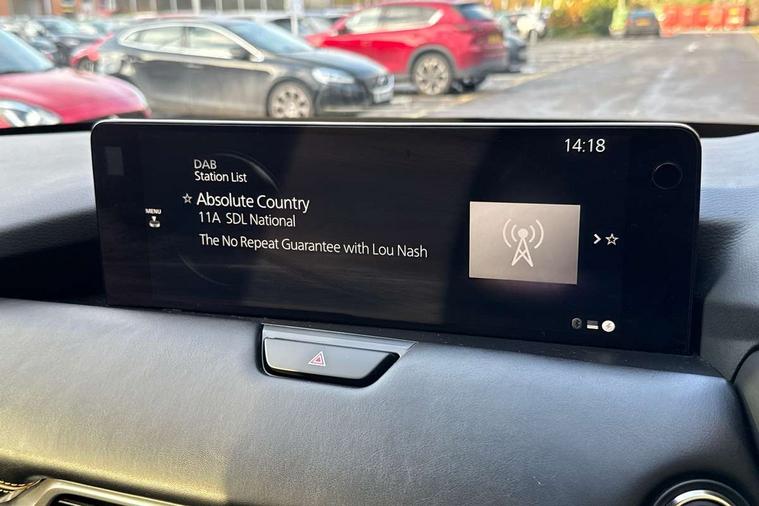 14:18
DAB
Station List
Absolute Country
11A SDL National
The No Repeat Guarantee with Lou Nash
MENU